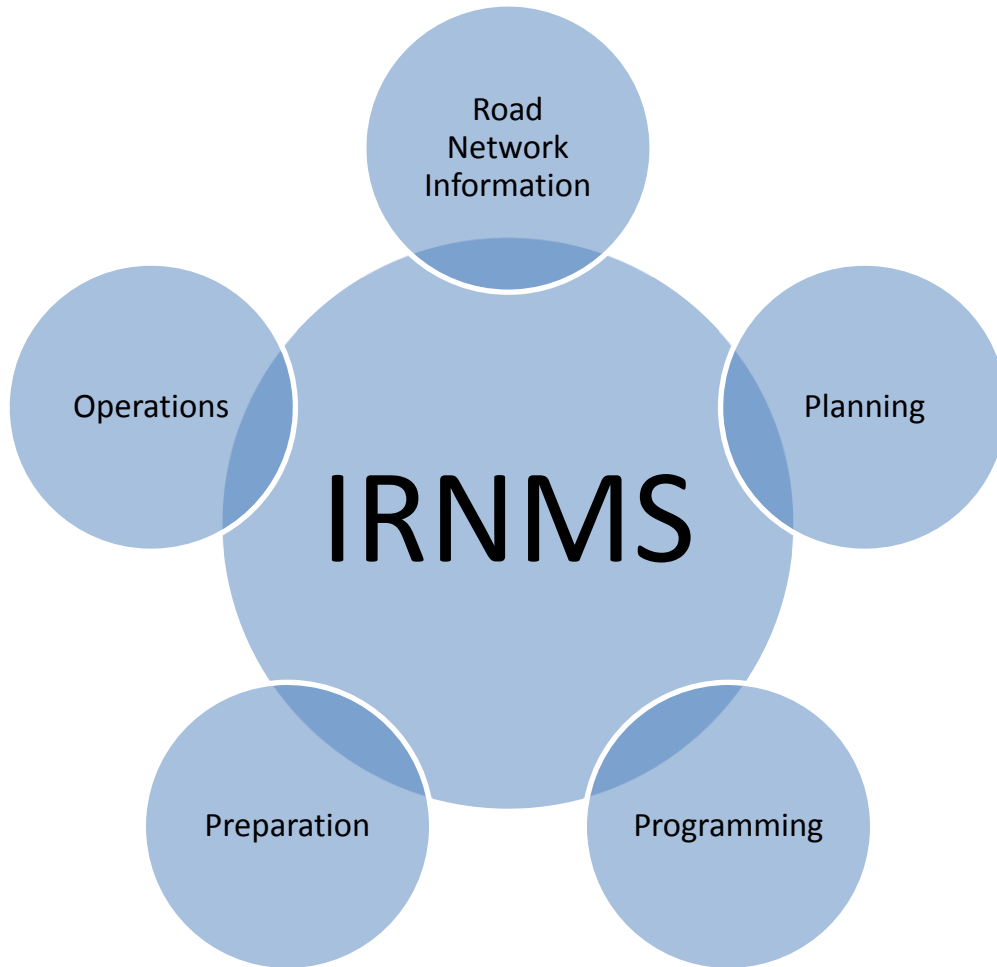 Road
Network
Information
Operations
Planning
IRNMS
Preparation
Programming